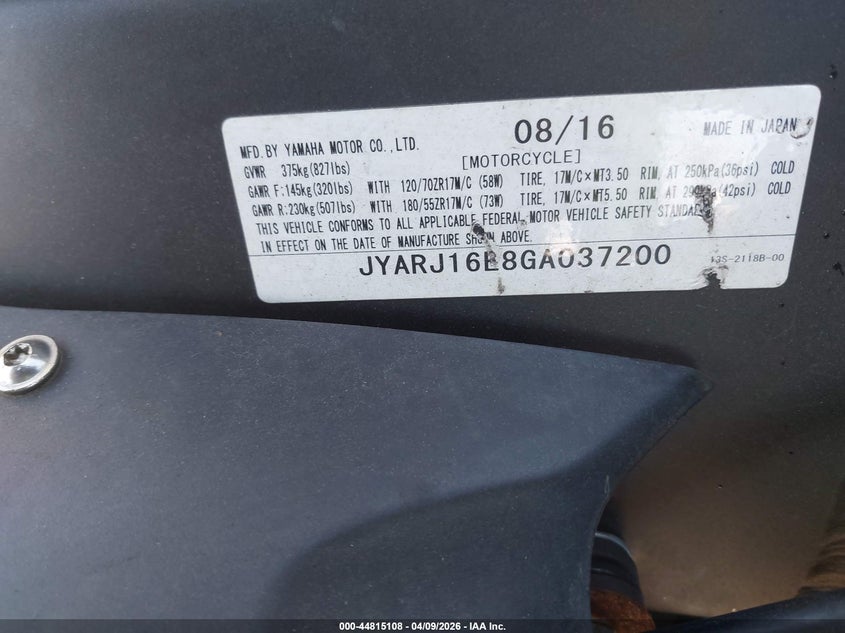 MFD. BY YAMAHA MOTOR CO., LTD. 08/16 MADE IN JAPAN
GVWR 375kg(827lbs) [MOTORCYCLE]
GAWR F:145kg(320lbs) WITH 120/70ZR17M/C (58W) TIRE, 17M/C×MT3.50 RIM, AT 250kPa(36psi) COLD
GAWR R:230kg(507lbs) WITH 180/55ZR17M/C (73W) TIRE, 17M/C×MT5.50 RIM, AT 290kPa(42psi) COLD
THIS VEHICLE CONFORMS TO ALL APPLICABLE FEDERAL MOTOR VEHICLE SAFETY STANDARDS
IN EFFECT ON THE DATE OF MANUFACTURE SHOWN ABOVE.
JYARJ16E8GA037200 13S-2118B-00
000-44815108 - 04/09/2026 - IAA Inc.